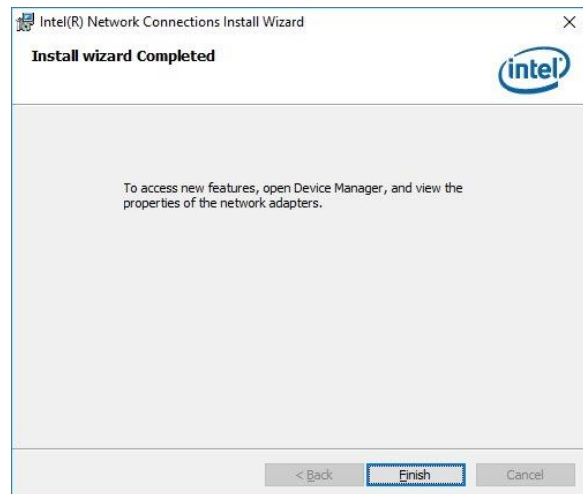 Intel(R) Network Connections Install Wizard
Install wizard Completed
intel
To access new features, open Device Manager, and view the
properties of the network adapters.
< Back
Finish
Cancel